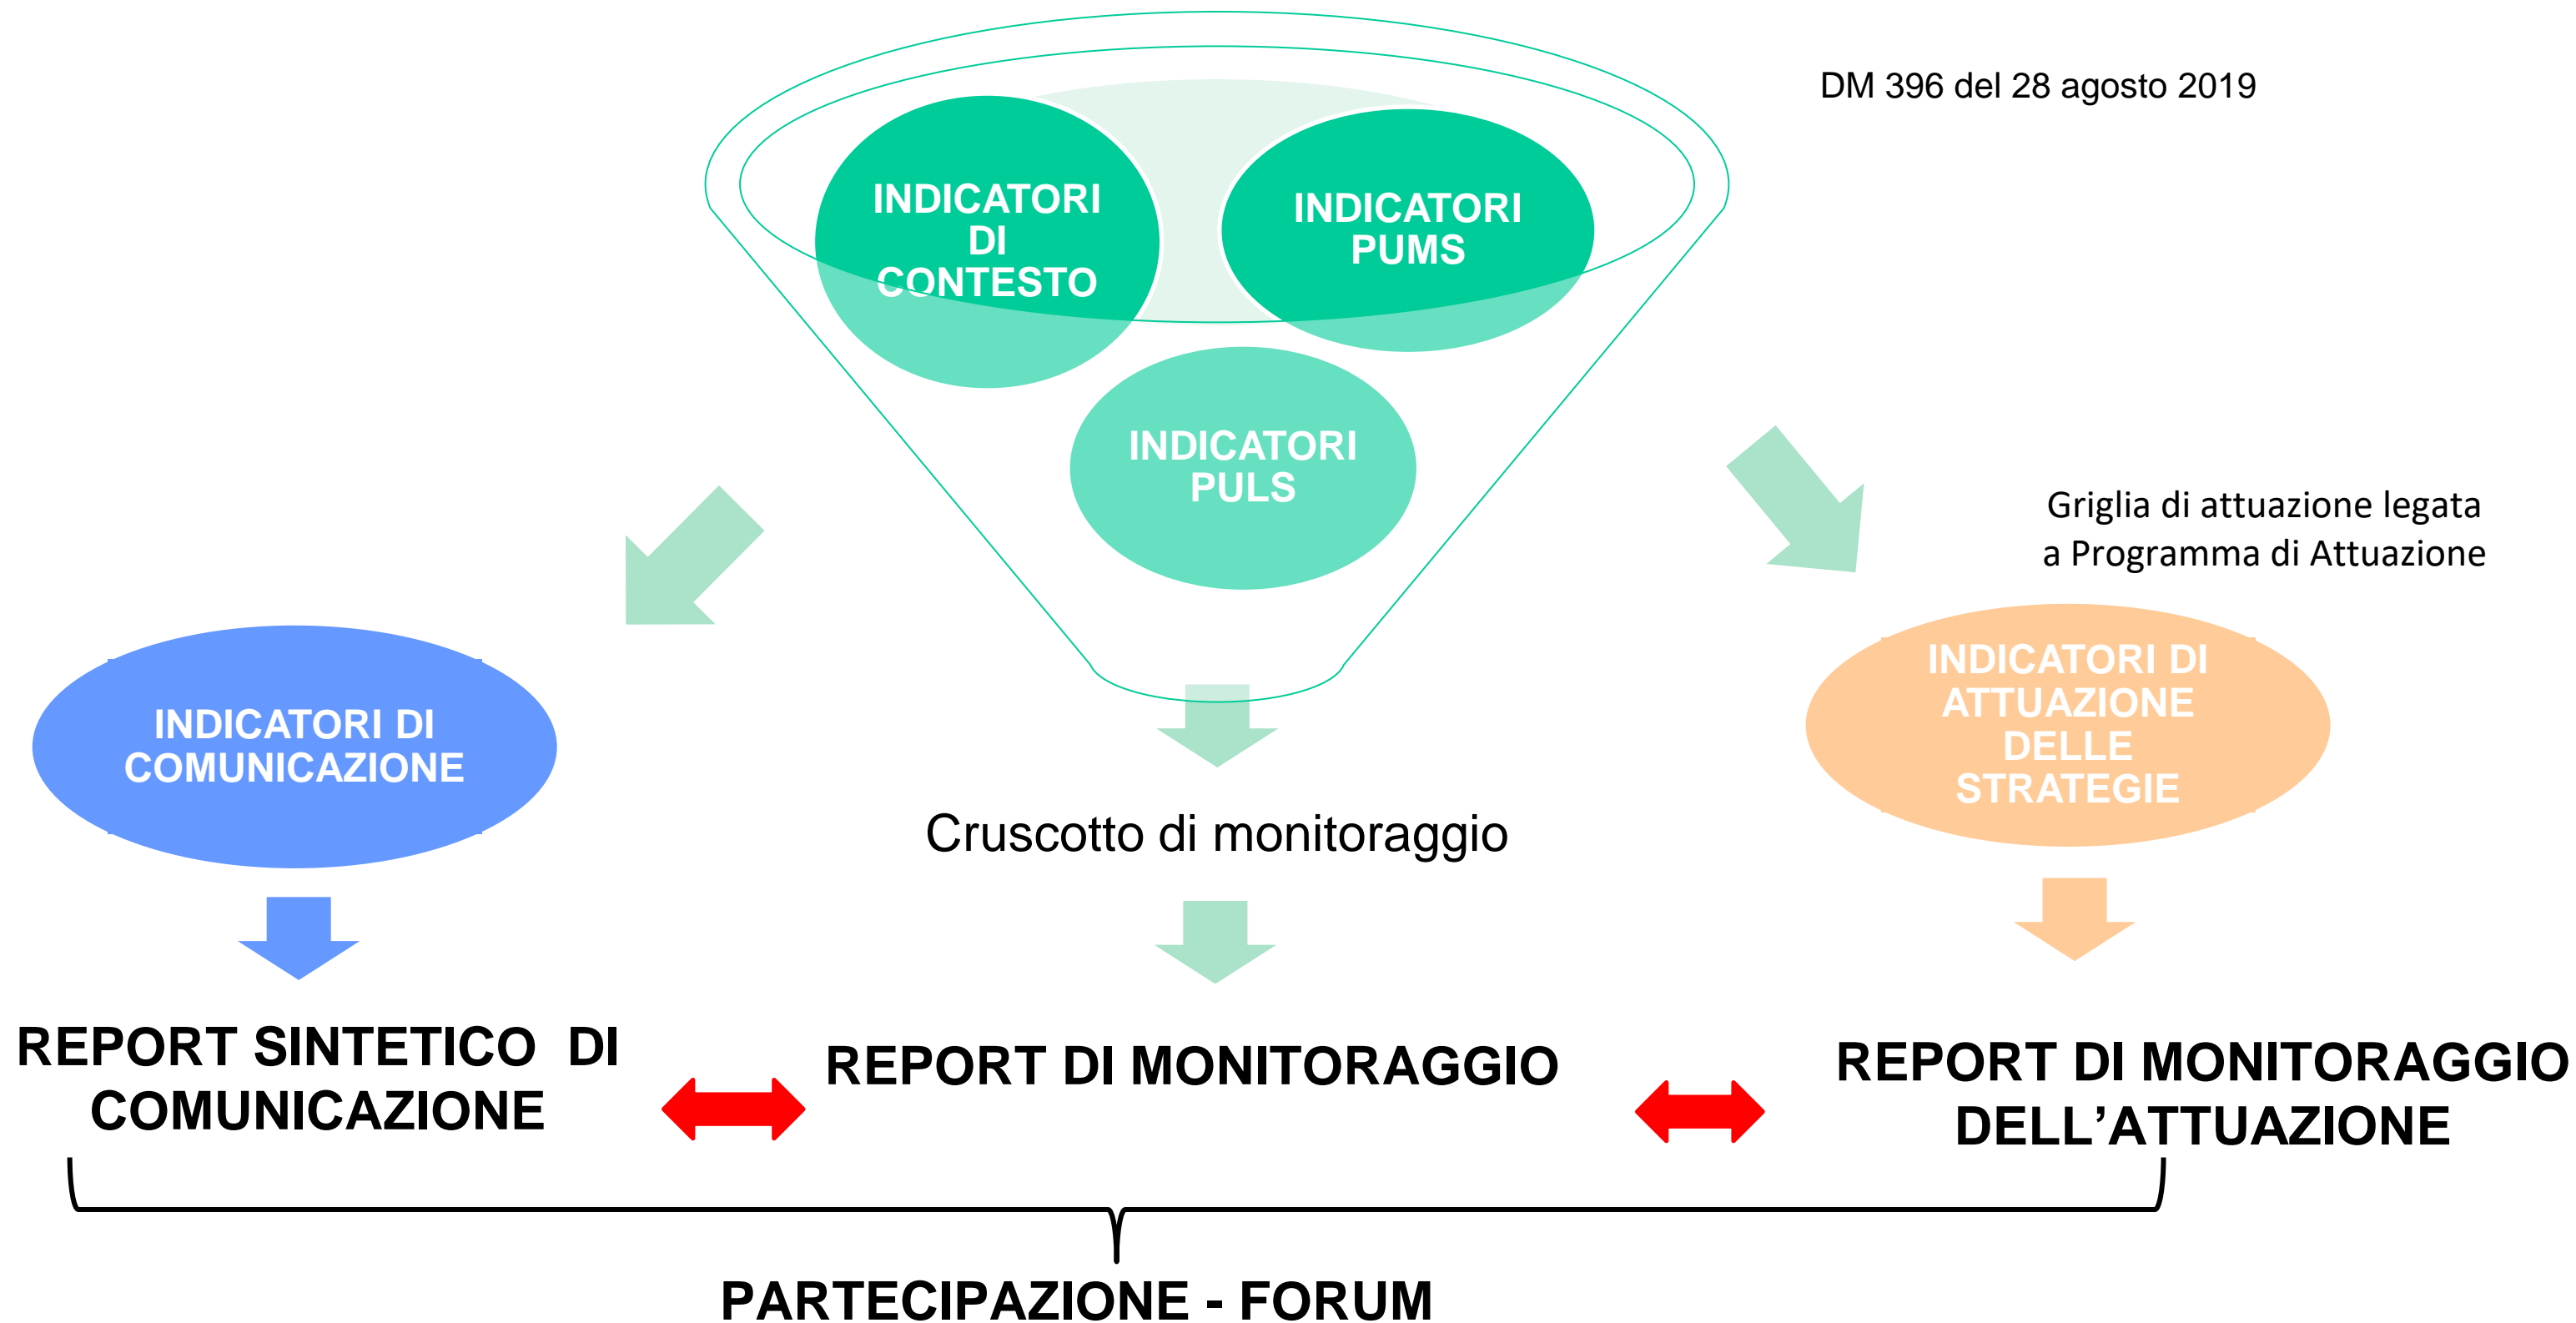 DM 396 del 28 agosto 2019
INDICATORI
DI
CONTESTO
INDICATORI
PUMS
INDICATORI
PULS
Griglia di attuazione legata
a Programma di Attuazione
INDICATORI DI
COMUNICAZIONE
INDICATORI DI
ATTUAZIONE
DELLE
STRATEGIE
Cruscotto di monitoraggio
REPORT SINTETICO DI
COMUNICAZIONE
REPORT DI MONITORAGGIO
REPORT DI MONITORAGGIO
DELL’ATTUAZIONE
PARTECIPAZIONE - FORUM